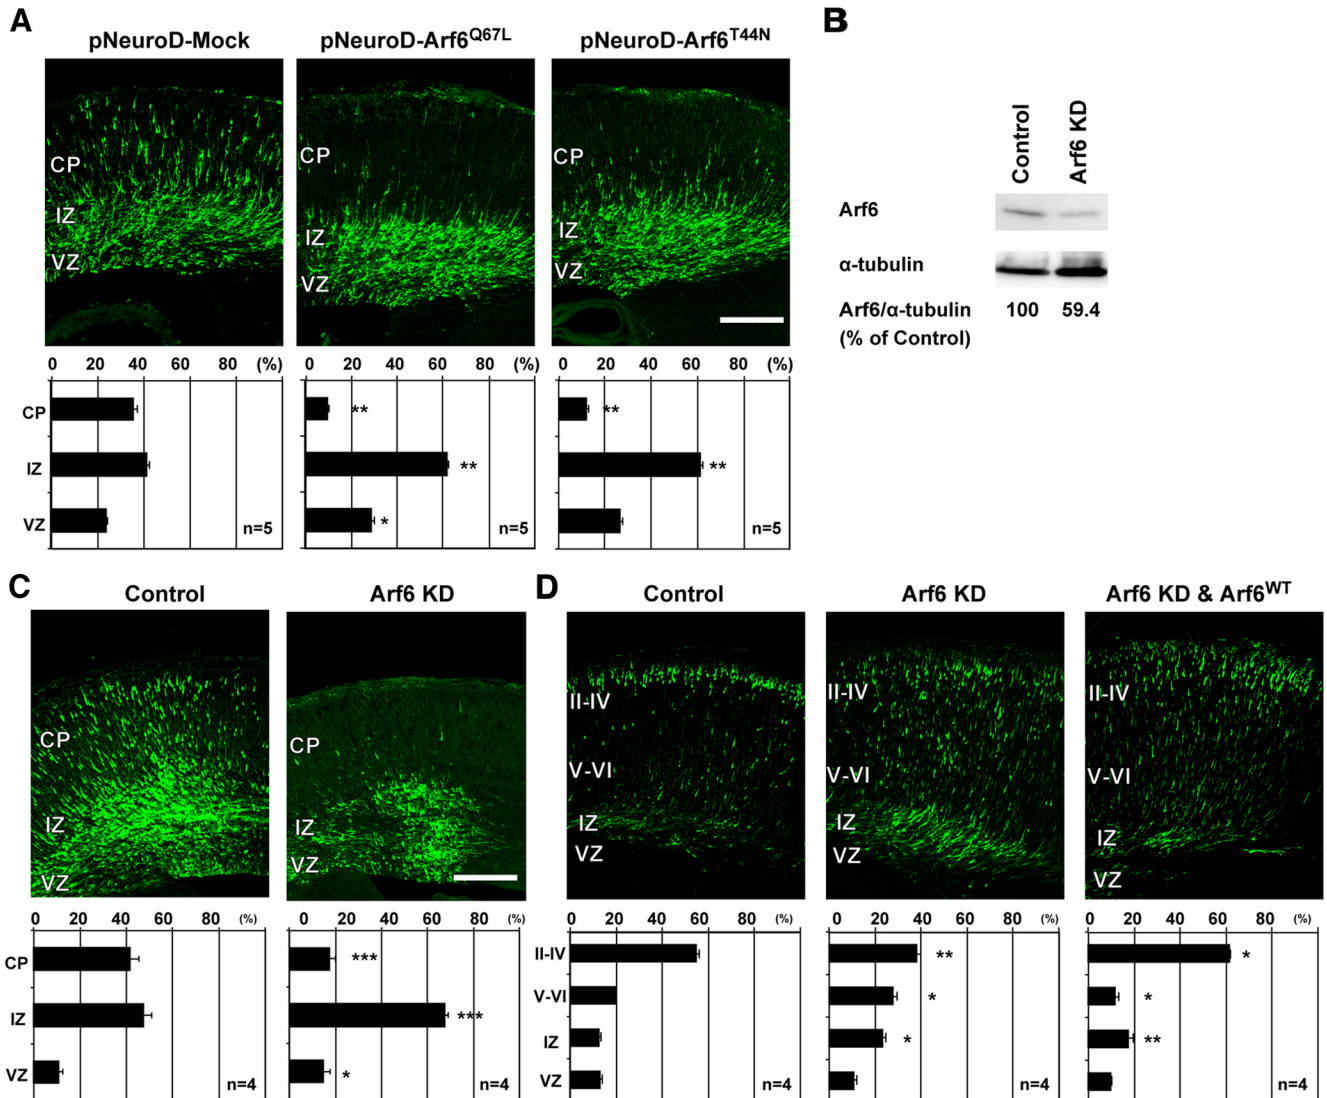 A
pNeuroD-Mock
pNeuroD-Arf6Q67L
pNeuroD-Arf6T44N
CP
IZ
VZ
CP
IZ
VZ
CP
IZ
VZ
0 20 40 60 80 (%)
0 20 40 60 80 (%)
0 20 40 60 80 (%)
CP
IZ
VZ
n=5
**
**
*
n=5
**
**
n=5
B
Control
Arf6 KD
Arf6
α-tubulin
Arf6/α-tubulin 100 59.4
(% of Control)
C
Control
Arf6 KD
CP
IZ
VZ
CP
IZ
VZ
0 20 40 60 80 (%)
0 20 40 60 80 (%)
CP
IZ
VZ
n=4
***
***
*
n=4
D
Control
Arf6 KD
Arf6 KD & Arf6WT
II-IV
V-VI
IZ
VZ
II-IV
V-VI
IZ
VZ
II-IV
V-VI
IZ
VZ
0 20 40 60 80 (%)
0 20 40 60 80 (%)
0 20 40 60 80 (%)
II-IV
V-VI
IZ
VZ
n=4
**
*
*
n=4
*
*
**
n=4